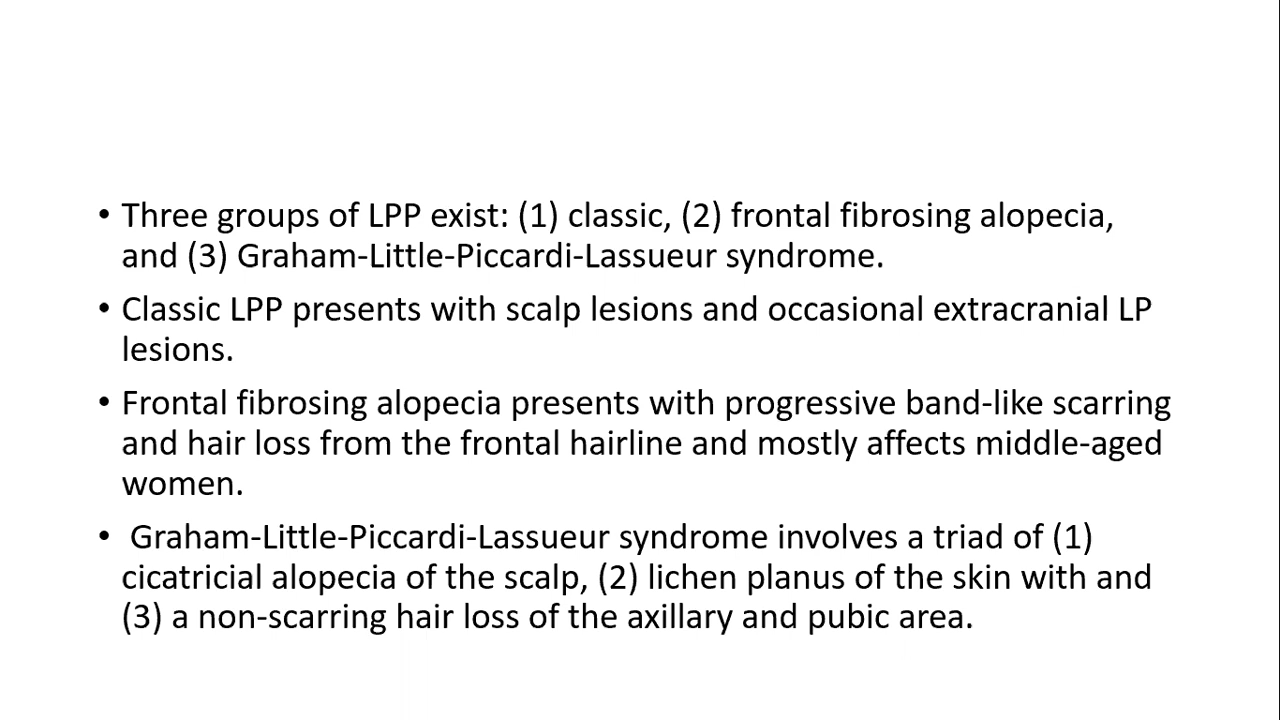 • Three groups of LPP exist: (1) classic, (2) frontal fibrosing alopecia,
and (3) Graham-Little-Piccardi-Lassueur syndrome.
• Classic LPP presents with scalp lesions and occasional extracranial LP
lesions.
• Frontal fibrosing alopecia presents with progressive band-like scarring
and hair loss from the frontal hairline and mostly affects middle-aged
women.
• Graham-Little-Piccardi-Lassueur syndrome involves a triad of (1)
cicatricial alopecia of the scalp, (2) lichen planus of the skin with and
(3) a non-scarring hair loss of the axillary and pubic area.